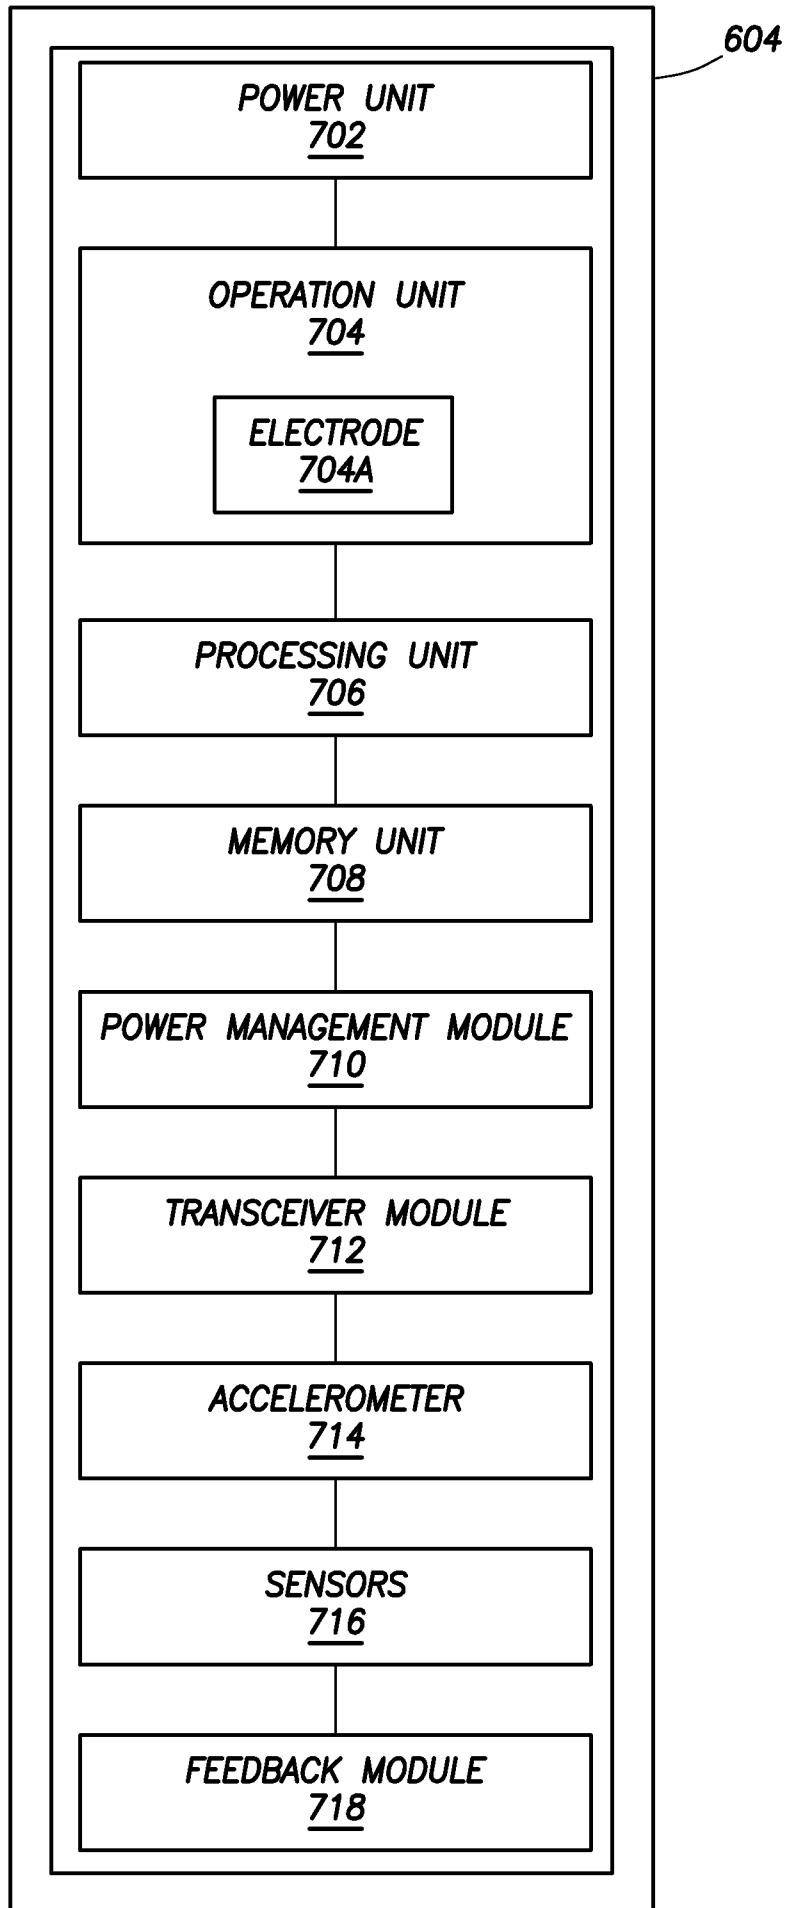 604
POWER UNIT
702
OPERATION UNIT
704
ELECTRODE
704A
PROCESSING UNIT
706
MEMORY UNIT
708
POWER MANAGEMENT MODULE
710
TRANSCEIVER MODULE
712
ACCELEROMETER
714
SENSORS
716
FEEDBACK MODULE
718